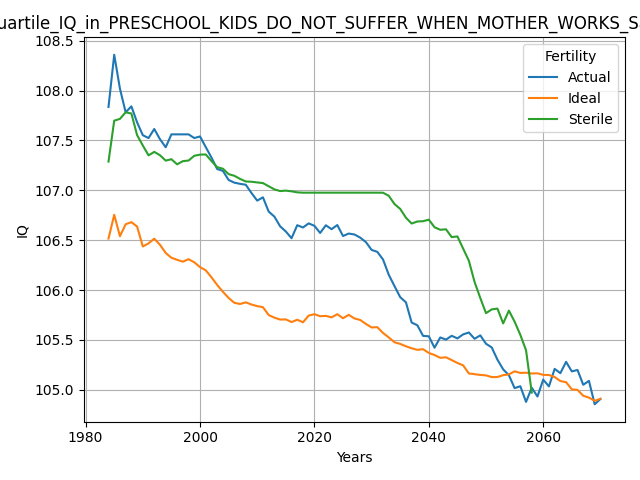 uartile_IQ_in_PRESCHOOL_KIDS_DO_NOT_SUFFER_WHEN_MOTHER_WORKS_S
108.5
108.0
107.5
107.0
106.5
106.0
105.5
105.0
IQ
Fertility
Actual
Ideal
Sterile
1980
2000
2020
2040
2060
Years